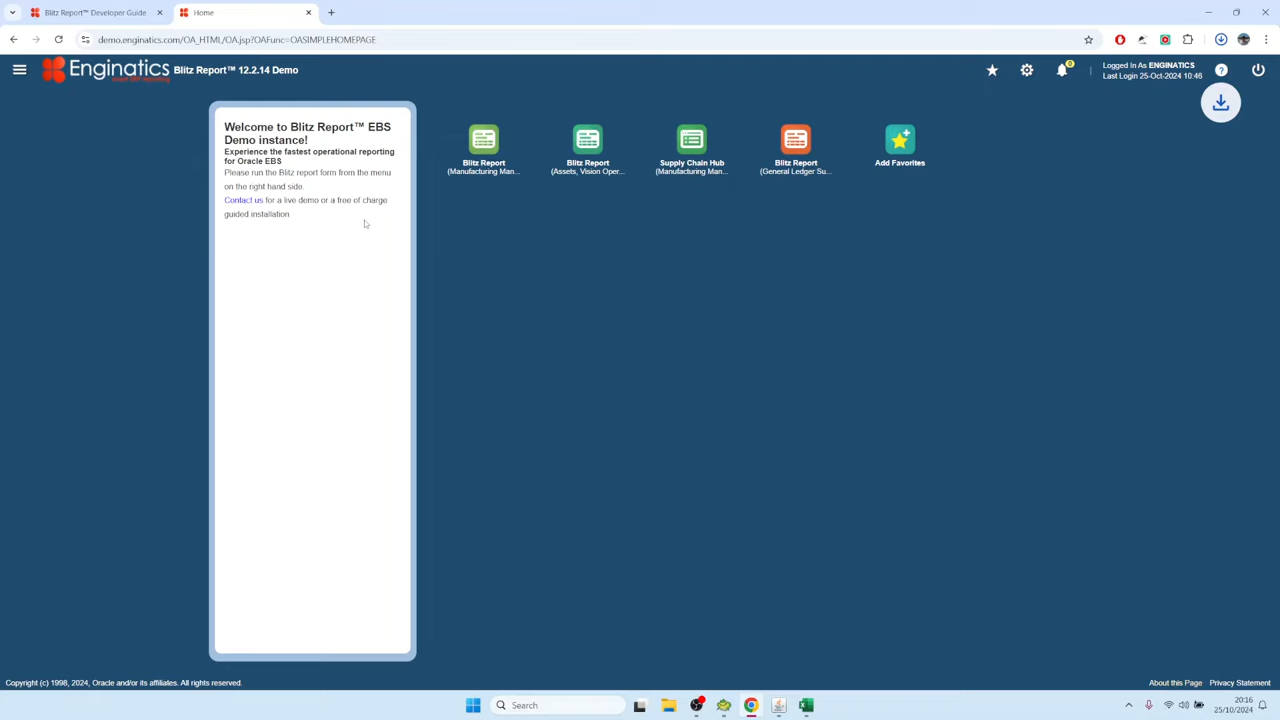 Blitz Report™ Developer Guide
Home
demo.enginatics.com/OA_HTML/OA.jsp?OAFunc=OASIMPLEHOMEPAGE
Enginatics
Blitz Report™ 12.2.14 Demo
0
Logged In As ENGINATICS
Last Login 25-Oct-2024 10:46
Welcome to Blitz Report™ EBS
Demo instance!
Experience the fastest operational reporting
for Oracle EBS
Please run the Blitz report form from the menu
on the right hand side.
Contact us for a live demo or a free of charge
guided installation
Blitz Report
(Manufacturing Man...
Blitz Report
(Assets, Vision Oper...
Supply Chain Hub
(Manufacturing Man...
Blitz Report
(General Ledger Su...
Add Favorites
Copyright (c) 1998, 2024, Oracle and/or its affiliates. All rights reserved.
About this Page
Privacy Statement
Search
20:16
25/10/2024